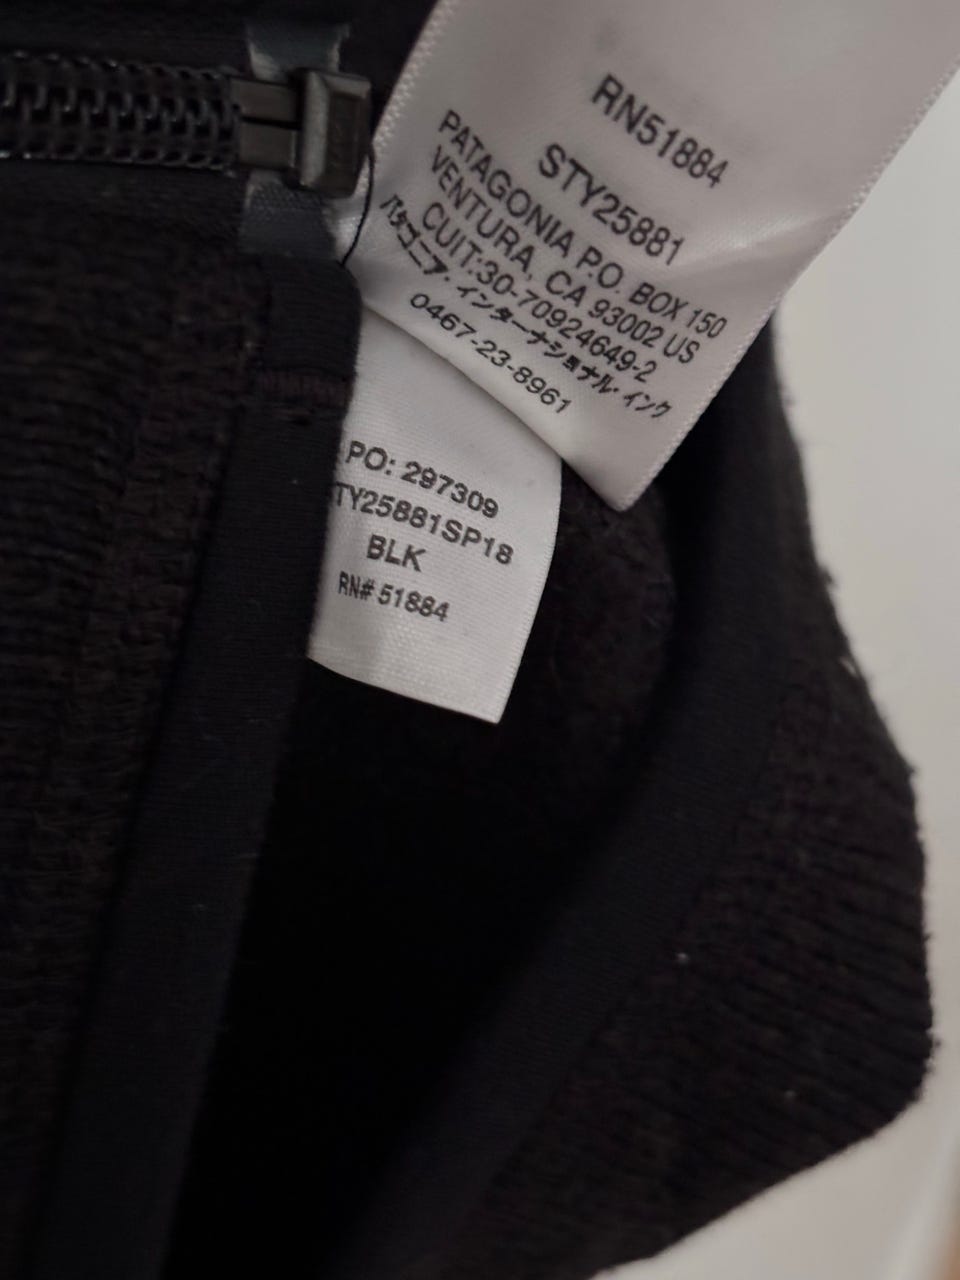 RN51884
STY25881
PATAGONIA P.O. BOX 150
VENTURA, CA 93002 US
CUIT:30-70924649-2
パタゴニア・インターナショナル・インク
0467-23-8961
PO: 297309
TY25881SP18
BLK
RN# 51884